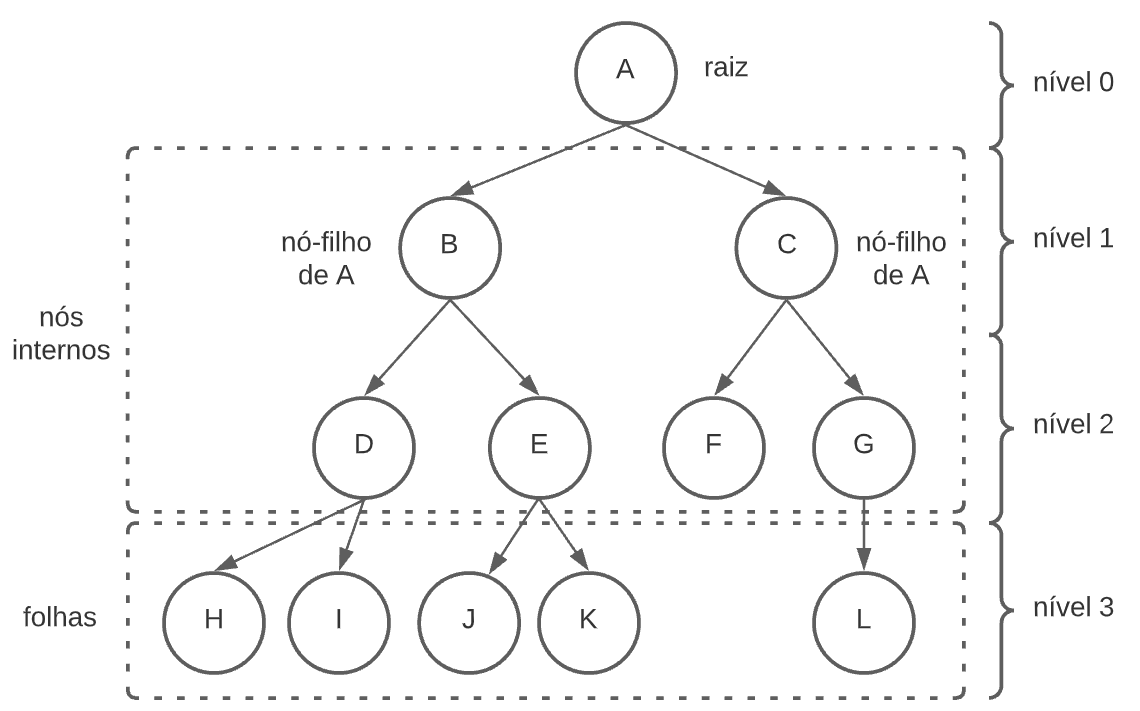 A
raiz
nível 0
nó-filho
de A
B
C
nó-filho
de A
nível 1
nós
internos
D
E
F
G
nível 2
folhas
H
I
J
K
L
nível 3